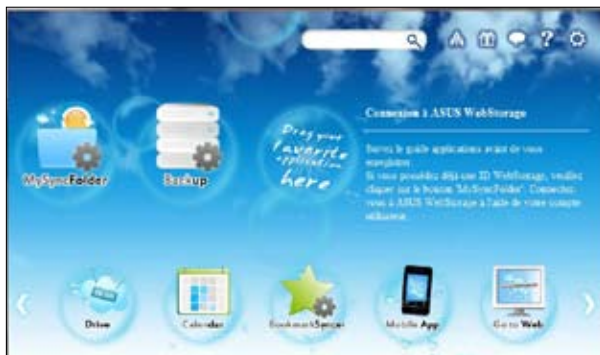 Connexion à ASUS WebStorage
Drag your
favorite
application
here
Suivez le guide applications avant de vous
enregistrer.
Si vous possédez déjà une ID WebStorage, veuillez
cliquer sur le bouton "MySyncFolder". Connectez-
vous à ASUS WebStorage à l'aide de votre compte
utilisateur.
MySyncFolder
Backup
Drive
Calendar
BookmarkSyncer
Mobile App
Go to Web